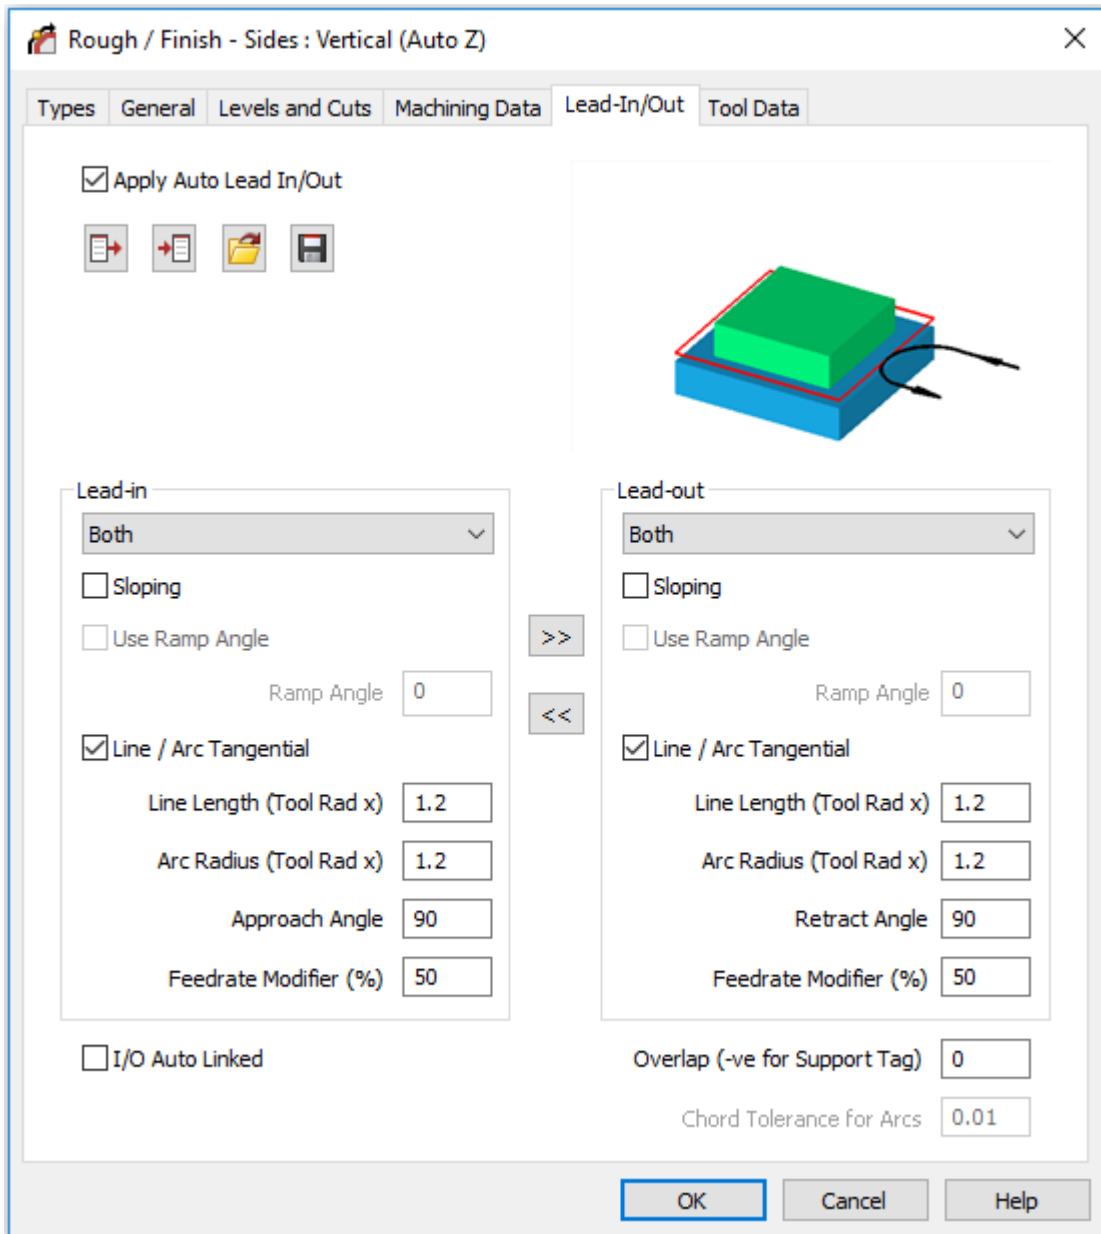 Rough / Finish - Sides : Vertical (Auto Z)
Types General Levels and Cuts Machining Data Lead-In/Out Tool Data
Apply Auto Lead In/Out
Lead-in
Both
Sloping
Use Ramp Angle
Ramp Angle 0
Line / Arc Tangential
Line Length (Tool Rad x) 1.2
Arc Radius (Tool Rad x) 1.2
Approach Angle 90
Feedrate Modifier (%) 50
I/O Auto Linked
>>
<<
Lead-out
Both
Sloping
Use Ramp Angle
Ramp Angle 0
Line / Arc Tangential
Line Length (Tool Rad x) 1.2
Arc Radius (Tool Rad x) 1.2
Retract Angle 90
Feedrate Modifier (%) 50
Overlap (-ve for Support Tag) 0
Chord Tolerance for Arcs 0.01
OK Cancel Help